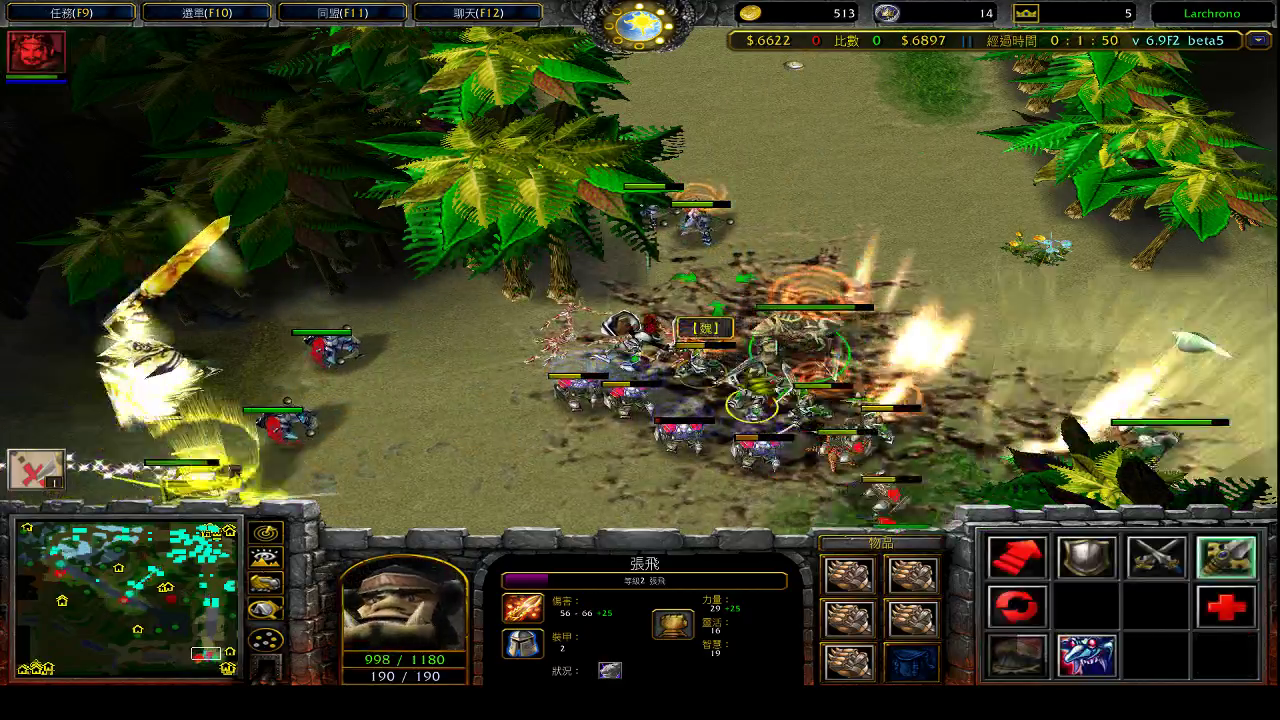 任務(F9) 選單(F10) 同盟(F11) 聊天(F12) 513 14 5 Larchrono
$6622 0 比數 0 $6897 || 經過時間 0 : 1 : 50 v 6.9F2 beta5
【魏】
1
物品
張飛
等級2 張飛
傷害:
56 - 66 +25
裝甲:
2
狀況:
力量:
29 +25
靈活:
16
智慧:
19
998 / 1180
190 / 190